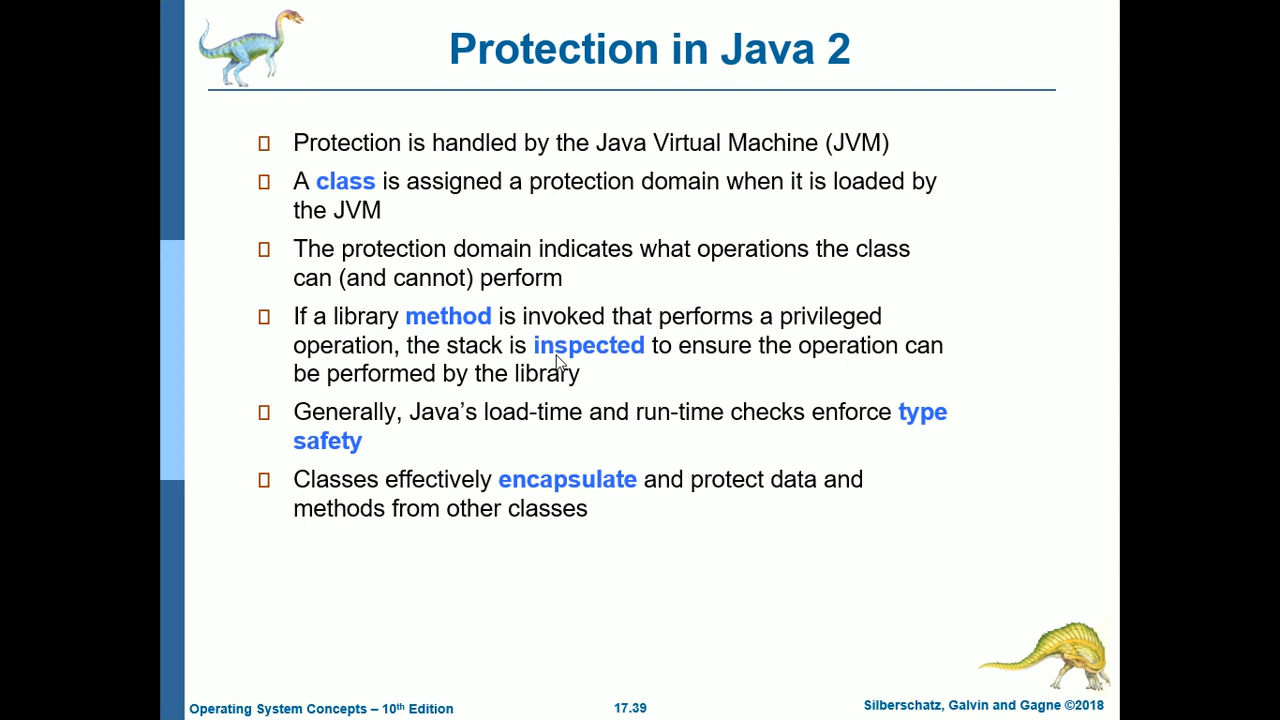 Protection in Java 2
Protection is handled by the Java Virtual Machine (JVM)
A class is assigned a protection domain when it is loaded by
the JVM
The protection domain indicates what operations the class
can (and cannot) perform
If a library method is invoked that performs a privileged
operation, the stack is inspected to ensure the operation can
be performed by the library
Generally, Java’s load-time and run-time checks enforce type
safety
Classes effectively encapsulate and protect data and
methods from other classes
Operating System Concepts – 10th Edition
17.39
Silberschatz, Galvin and Gagne ©2018